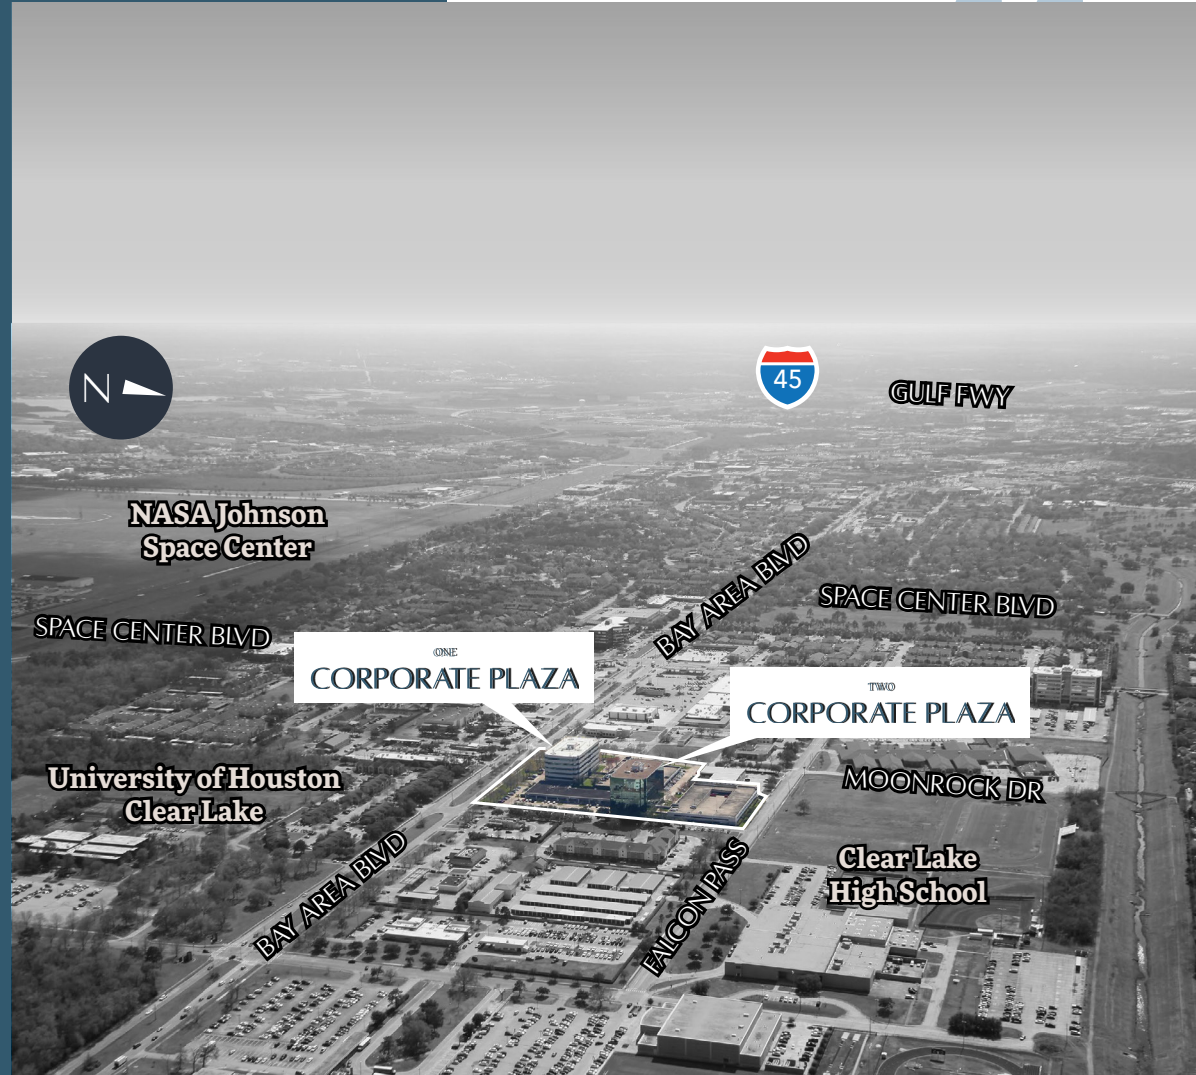 N
45
GULF FWY
NASA Johnson
Space Center
BAY AREA BLVD
SPACE CENTER BLVD
SPACE CENTER BLVD
ONE
CORPORATE PLAZA
TWO
CORPORATE PLAZA
University of Houston
Clear Lake
MOONROCK DR
BAY AREA BLVD
FALCON PASS
Clear Lake
High School